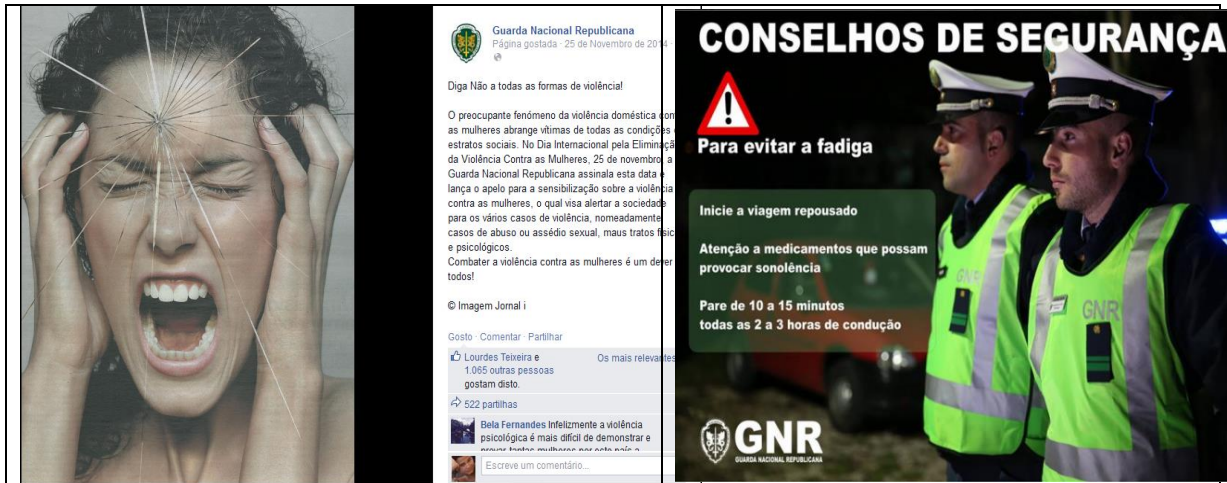 Guarda Nacional Republicana
Página gostada · 25 de Novembro de 2014 ·
Diga Não a todas as formas de violência!
O preocupante fenómeno da violência doméstica con
as mulheres abrange vítimas de todas as condições
estratos sociais. No Dia Internacional pela Eliminaçã
da Violência Contra as Mulheres, 25 de novembro, a
Guarda Nacional Republicana assinala esta data e
lança o apelo para a sensibilização sobre a violência
contra as mulheres, o qual visa alertar a sociedade
para os vários casos de violência, nomeadamente
casos de abuso ou assédio sexual, maus tratos físic
e psicológicos.
Combater a violência contra as mulheres é um dever
todos!
© Imagem Jornal i
Gosto · Comentar · Partilhar
Lourdes Teixeira e
1.065 outras pessoas
gostam disto.
Os mais relevantes
522 partilhas
Bela Fernandes Infelizmente a violência
psicológica é mais difícil de demonstrar e
Escreve um comentário...
CONSELHOS DE SEGURANÇA
!
Para evitar a fadiga
Inicie a viagem repousado
Atenção a medicamentos que possam
provocar sonolência
Pare de 10 a 15 minutos
todas as 2 a 3 horas de condução
GNR
GNR
GNR
GUARDA NACIONAL REPUBLICANA